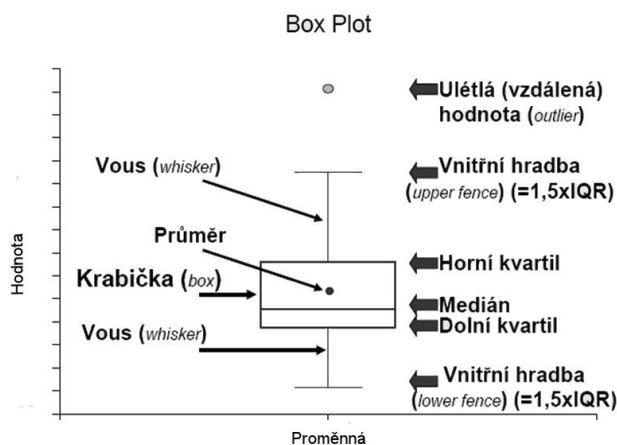 Box Plot
Ulétlá (vzdálená)
hodnota (outlier)
Vous (whisker)
Vnitřní hradba
(upper fence) (=1,5xIQR)
Průměr
Horní kvartil
Krabička (box)
Medián
Dolní kvartil
Vous (whisker)
Vnitřní hradba
(lower fence) (=1,5xIQR)
Hodnota
Proměnná